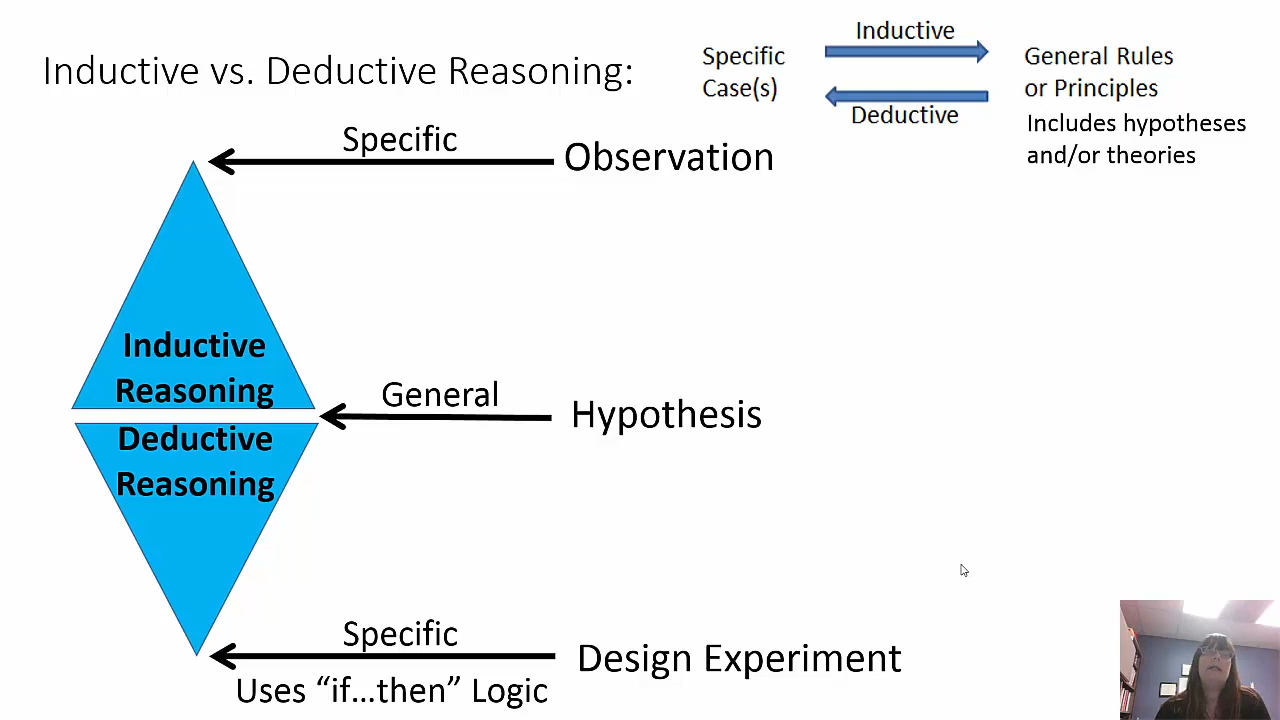 Inductive vs. Deductive Reasoning:
Inductive
Specific
Case(s)
General Rules
or Principles
Deductive
Includes hypotheses
and/or theories
Specific
Observation
Inductive
Reasoning
General
Hypothesis
Deductive
Reasoning
Specific
Design Experiment
Uses “if...then” Logic